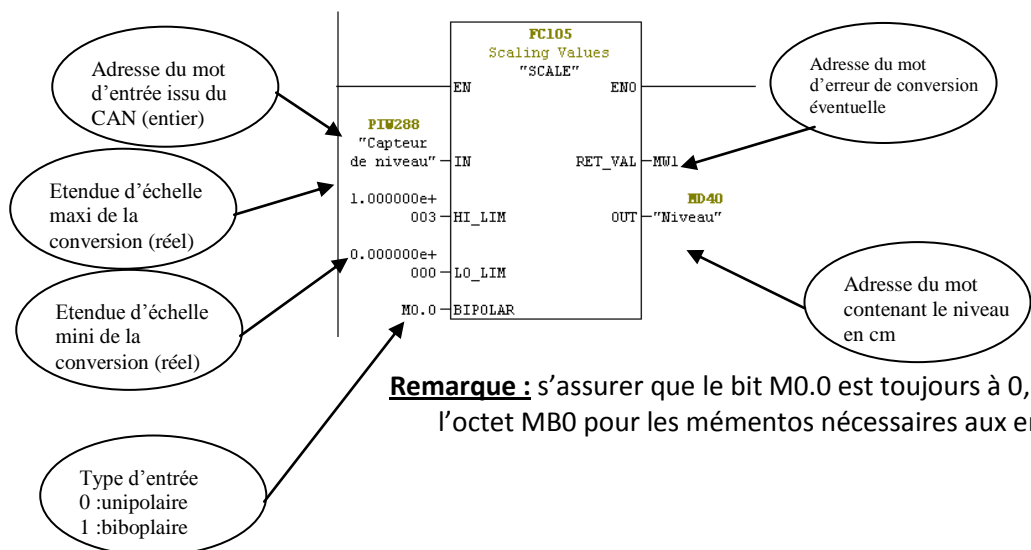 FC105
Scaling Values
"SCALE"
EN
ENO
PIW288
"Capteur
de niveau"
IN
RET_VAL
MW1
1.000000e+
003
HI_LIM
MD40
OUT
"Niveau"
0.000000e+
000
LO_LIM
M0.0
BIPOLAR
Adresse du mot
d'entrée issu du
CAN (entier)
Etendue d'échelle
maxi de la
conversion (réel)
Etendue d'échelle
mini de la
conversion (réel)
Type d'entrée
0 :unipolaire
1 :biboplaire
Adresse du mot
d'erreur de conversion
éventuelle
Adresse du mot
contenant le niveau
en cm
Remarque : s'assurer que le bit M0.0 est toujours à 0,
l'octet MB0 pour les mémentos nécessaires aux